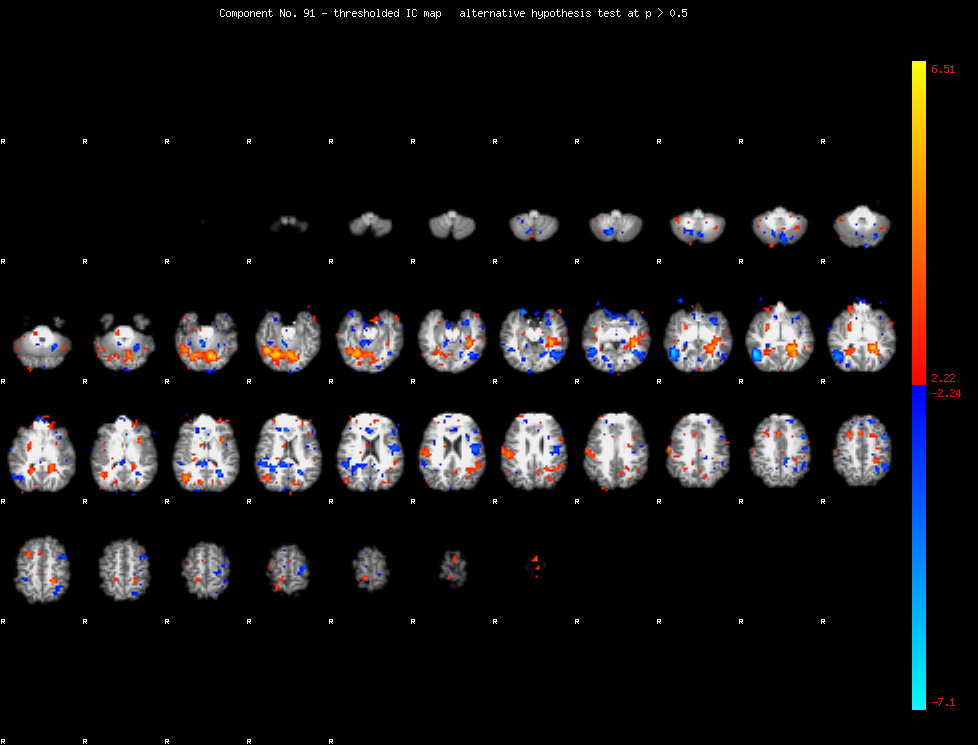 Component No. 91 - thresholded IC map   alternative hypothesis test at p > 0.5
6.51
R R R R R R R R R R R
R R R R R R R R R R R
2.22
R R R R R R R R R R R
-2.24
R R R R R R R R R R R
R R R R R R R R R R R
-7.1
R R R R R